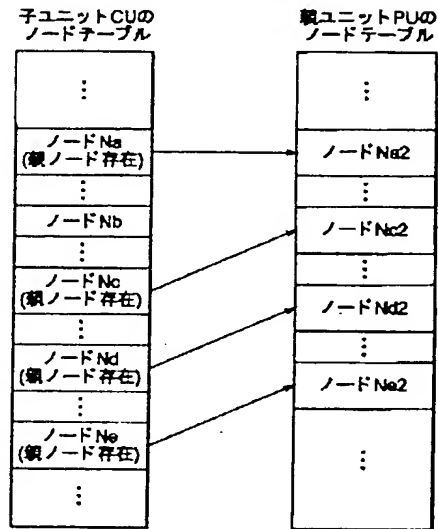 子ユニットCUの
ノードテーブル
⋮
ノードNa
(親ノード存在)
⋮
ノードNb
⋮
ノードNc
(親ノード存在)
⋮
ノードNd
(親ノード存在)
⋮
ノードNe
(親ノード存在)
⋮
親ユニットPUの
ノードテーブル
⋮
ノードNa2
⋮
ノードNc2
⋮
ノードNd2
⋮
ノードNe2
⋮